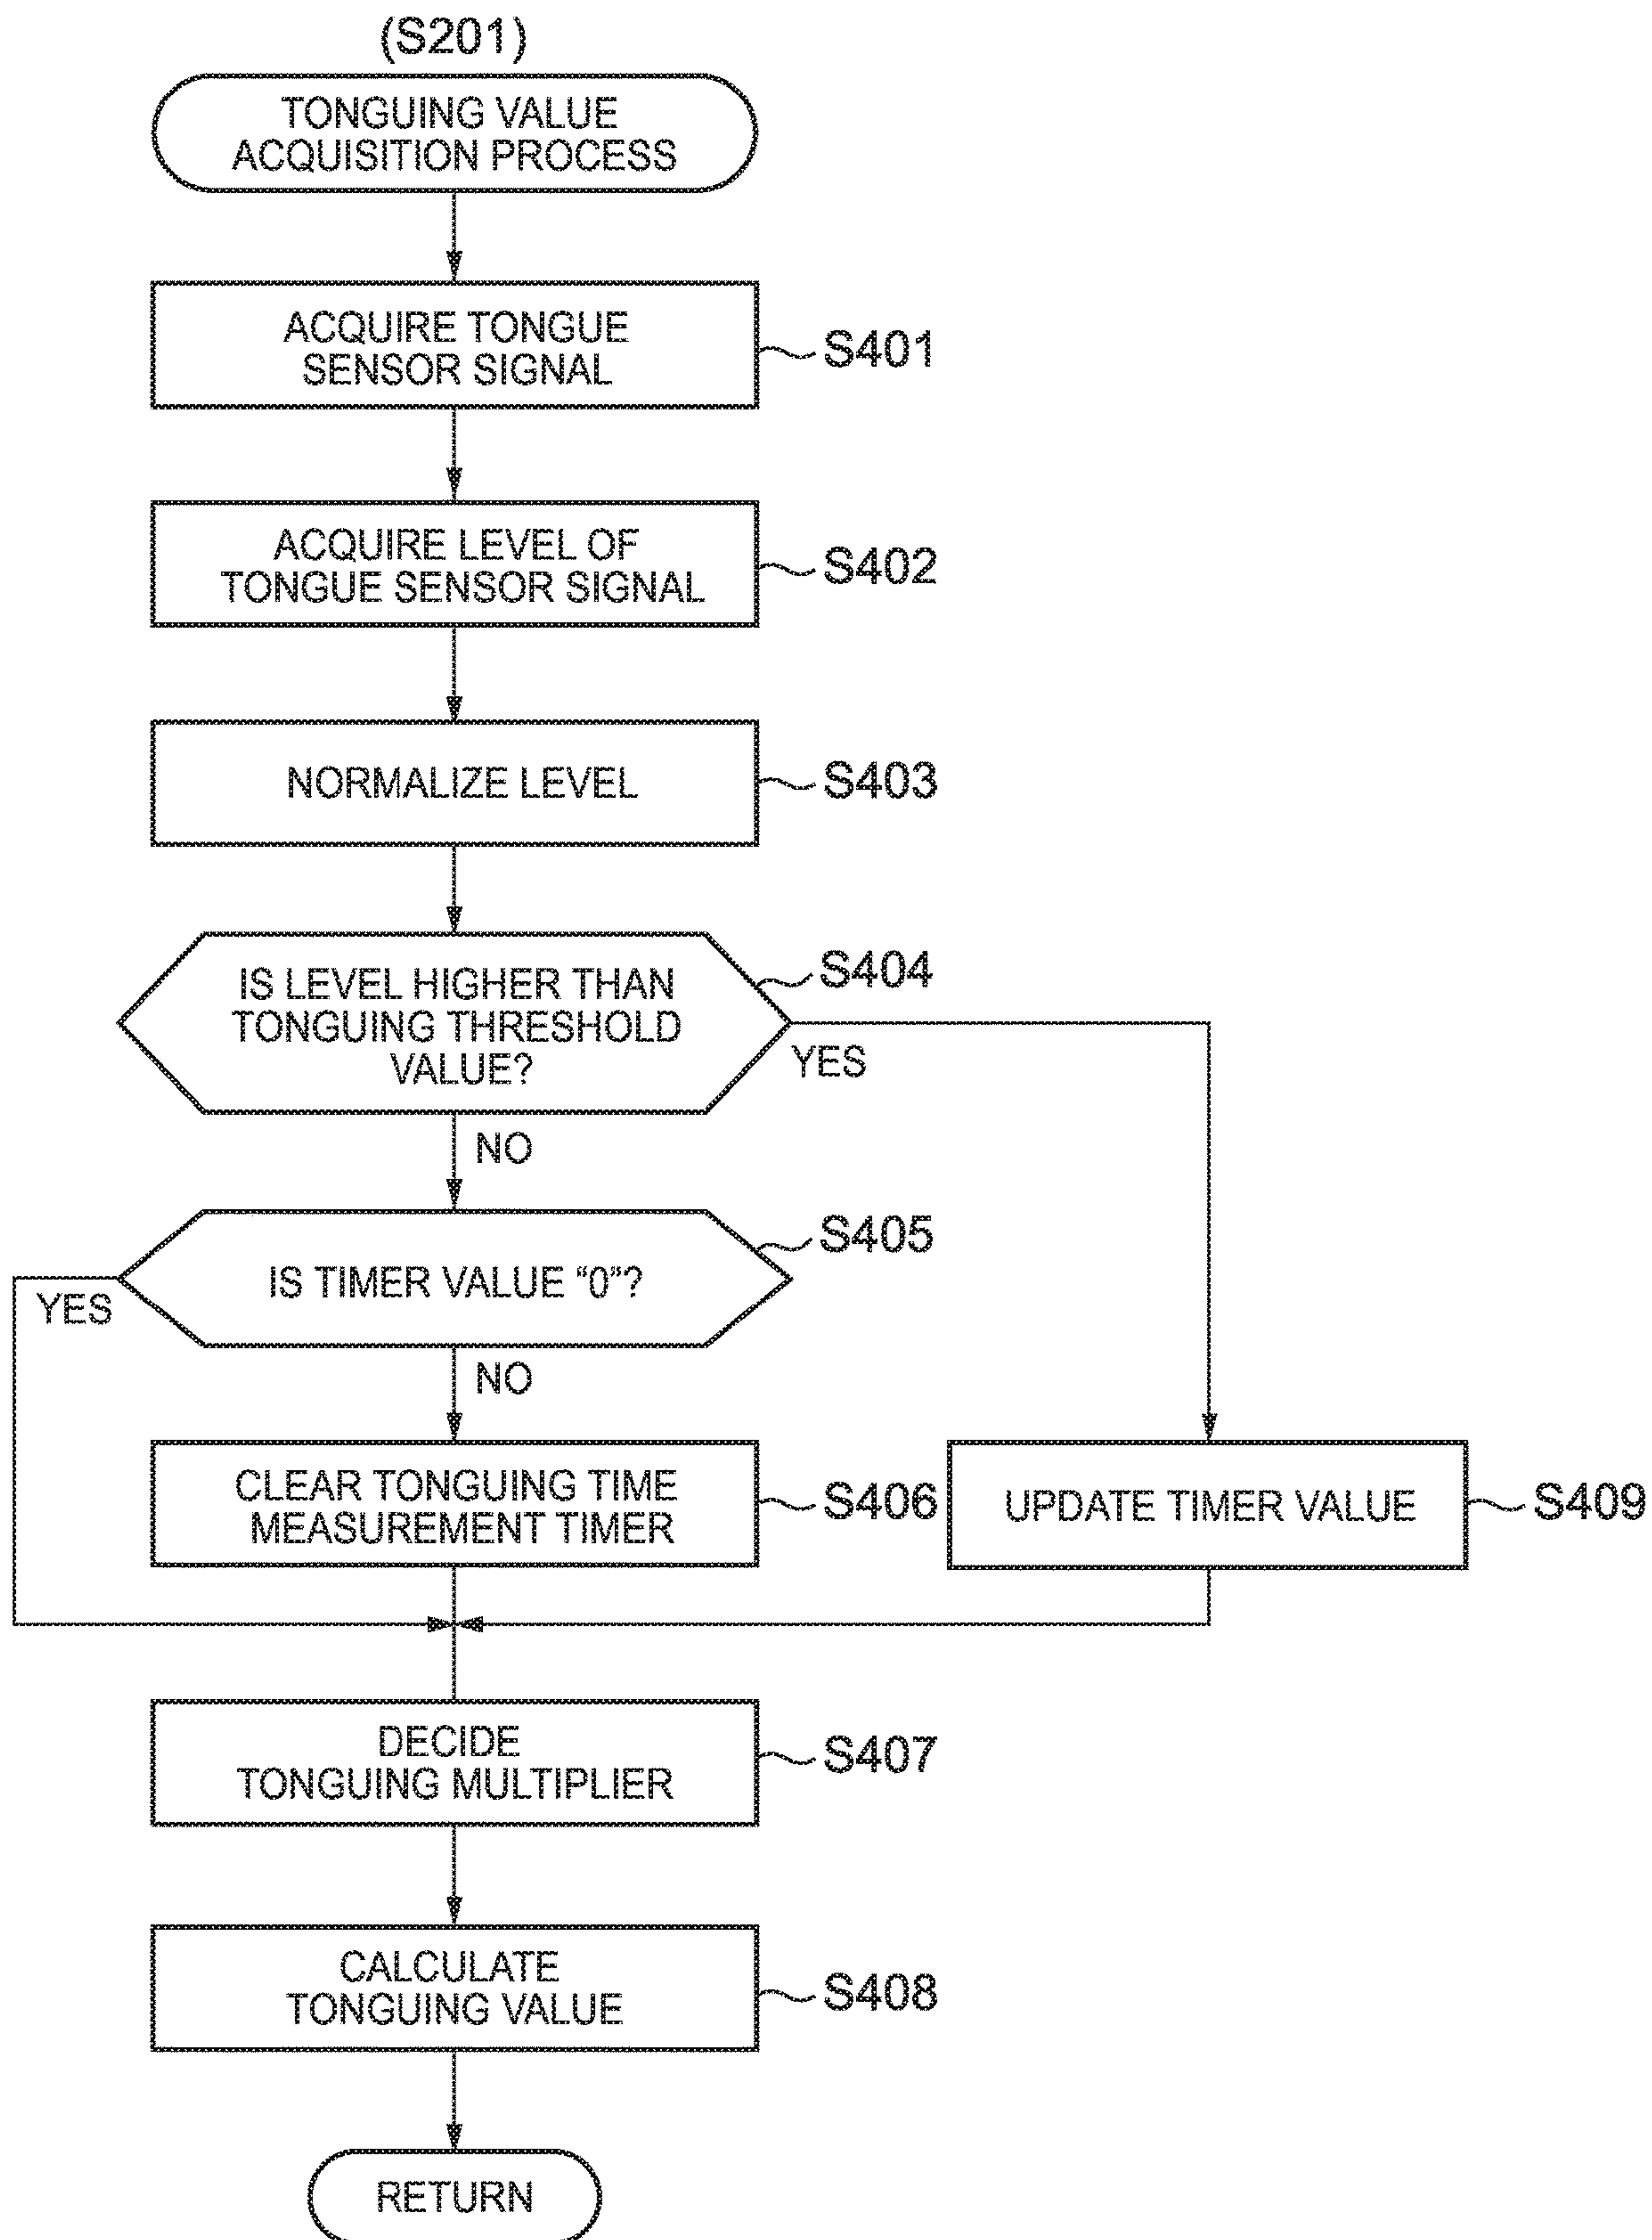 (S201)
TONGUING VALUE
ACQUISITION PROCESS
ACQUIRE TONGUE
SENSOR SIGNAL
S401
ACQUIRE LEVEL OF
TONGUE SENSOR SIGNAL
S402
NORMALIZE LEVEL
S403
IS LEVEL HIGHER THAN
TONGUING THRESHOLD
VALUE?
S404
YES
NO
IS TIMER VALUE “0”?
S405
YES
NO
CLEAR TONGUING TIME
MEASUREMENT TIMER
S406
UPDATE TIMER VALUE
S409
DECIDE
TONGUING MULTIPLIER
S407
CALCULATE
TONGUING VALUE
S408
RETURN